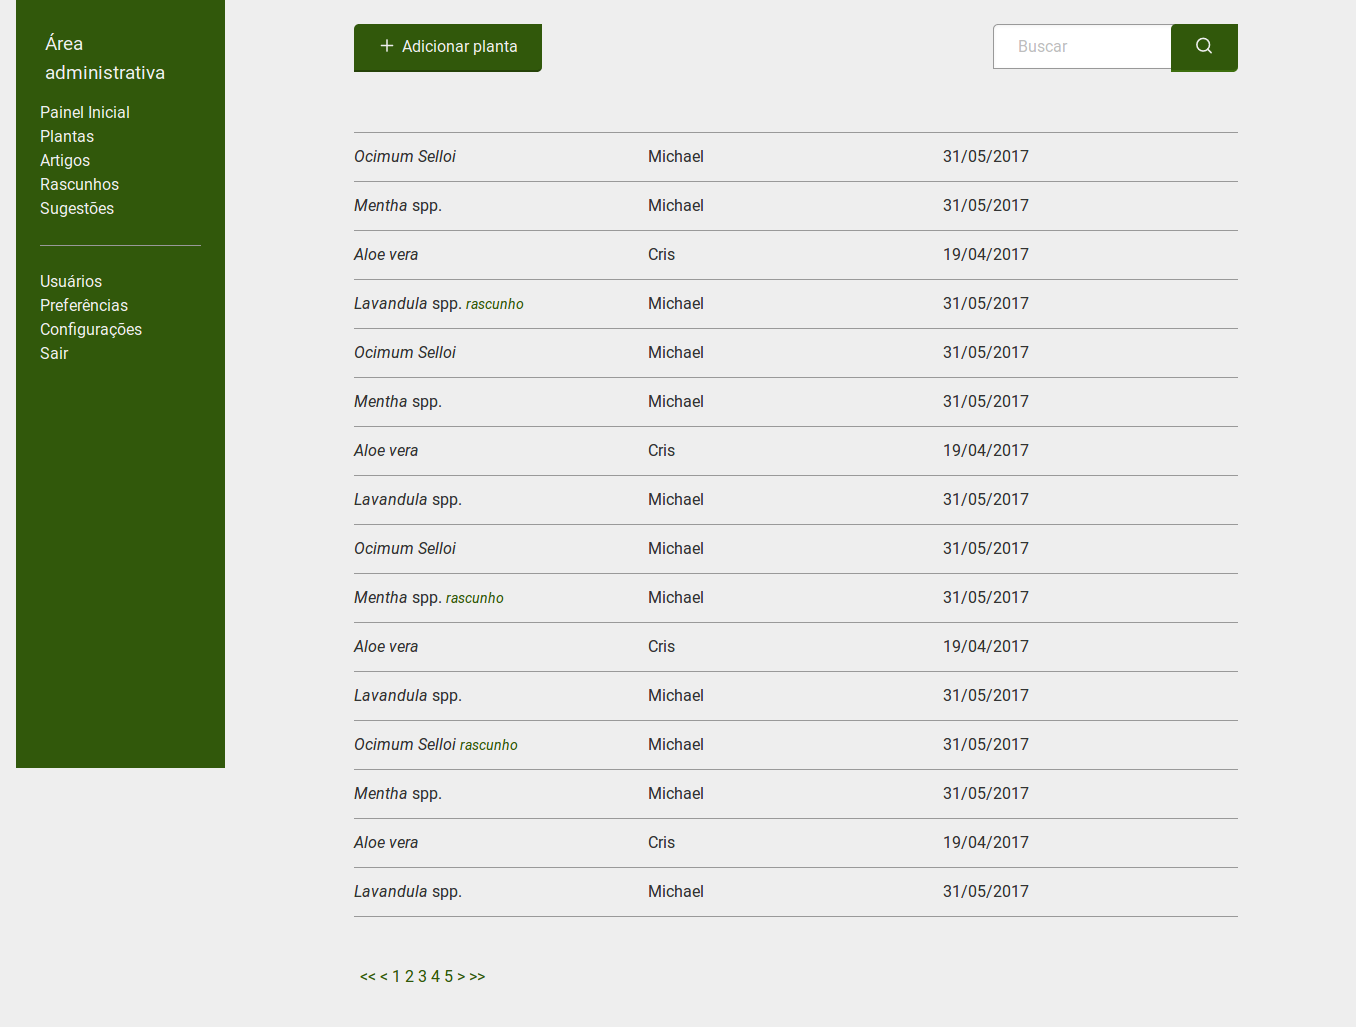 Área
administrativa
Painel Inicial
Plantas
Artigos
Rascunhos
Sugestões
Usuários
Preferências
Configurações
Sair
+ Adicionar planta
Buscar
Ocimum Selloi Michael 31/05/2017
Mentha spp. Michael 31/05/2017
Aloe vera Cris 19/04/2017
Lavandula spp. rascunho Michael 31/05/2017
Ocimum Selloi Michael 31/05/2017
Mentha spp. Michael 31/05/2017
Aloe vera Cris 19/04/2017
Lavandula spp. Michael 31/05/2017
Ocimum Selloi Michael 31/05/2017
Mentha spp. rascunho Michael 31/05/2017
Aloe vera Cris 19/04/2017
Lavandula spp. Michael 31/05/2017
Ocimum Selloi rascunho Michael 31/05/2017
Mentha spp. Michael 31/05/2017
Aloe vera Cris 19/04/2017
Lavandula spp. Michael 31/05/2017
<< < 1 2 3 4 5 > >>